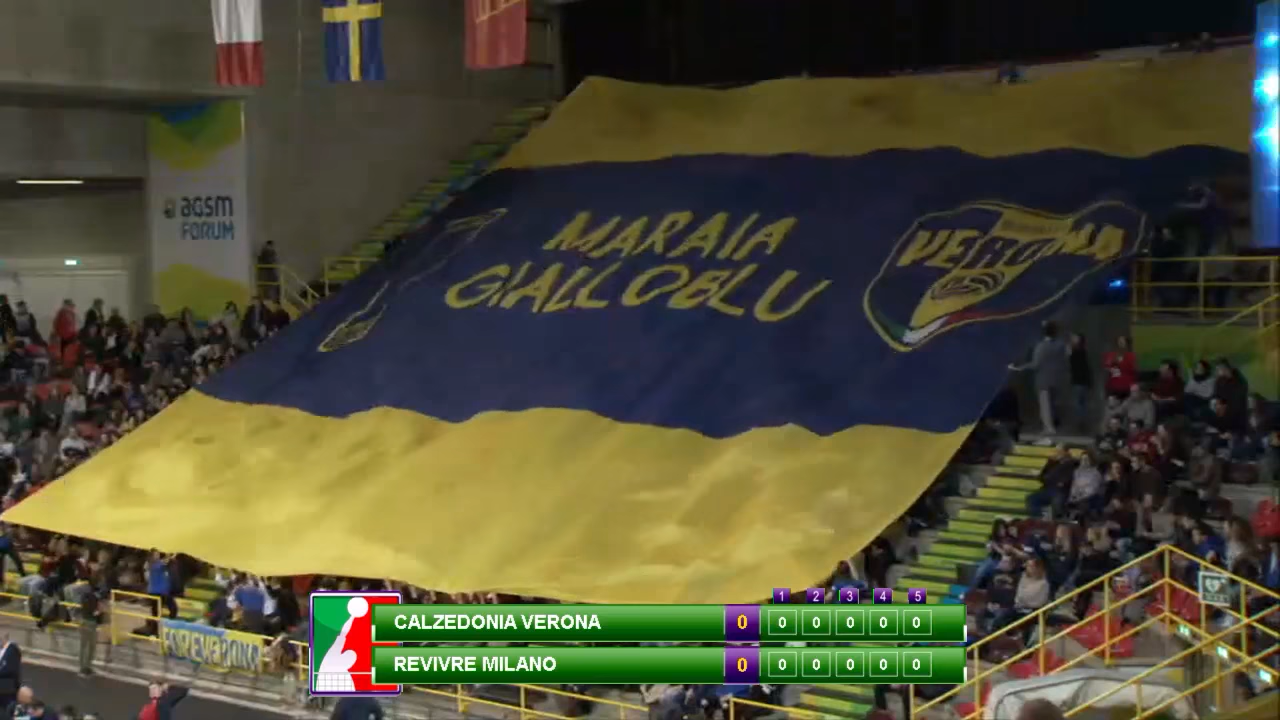 AGSM
FORUM
MARAIA
GIALLOBLU
VERONA
FOREVERONA
1 2 3 4 5
CALZEDONIA VERONA 0 0 0 0 0 0
REVIVRE MILANO 0 0 0 0 0 0